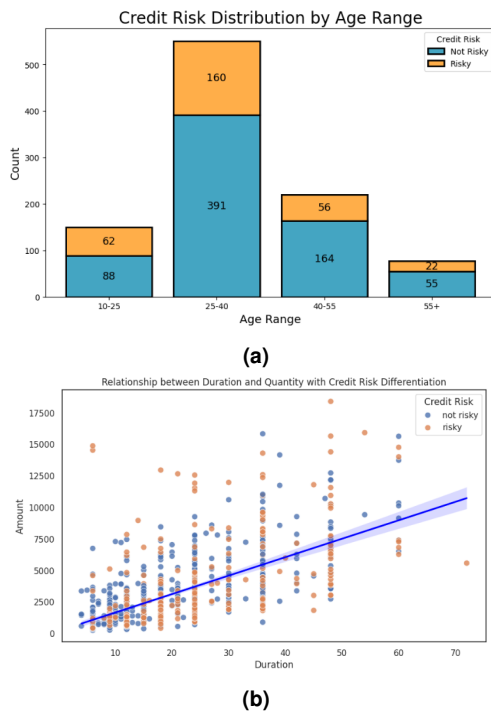 Credit Risk Distribution by Age Range
Credit Risk
Not Risky
Risky
Count
500
400
300
200
100
0
160
391
62
88
56
164
22
55
10-25 25-40 40-55 55+
Age Range
(a)
Relationship between Duration and Quantity with Credit Risk Differentiation
Credit Risk
not risky
risky
Amount
17500
15000
12500
10000
7500
5000
2500
0
10 20 30 40 50 60 70
Duration
(b)